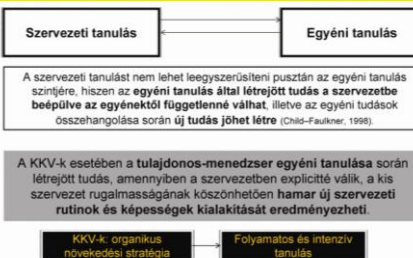 Szervezeti tanulás
Egyéni tanulás
A szervezeti tanulást nem lehet leegyszerűsíteni pusztán az egyéni tanulás
szintjére, hiszen az egyéni tanulás által létrejött tudás a szervezetbe
beépülve az egyénektől függetlenné válhat, illetve az egyéni tudások
összehangolása során új tudás jöhet létre (Child–Faulkner, 1998).
A KKV-k esetében a tulajdonos-menedzser egyéni tanulása során
létrejött tudás, amennyiben a szervezetben explicitté válik, a kis
szervezet rugalmasságának köszönhetően hamar új szervezeti
rutinok és képességek kialakítását eredményezheti.
KKV-k: organikus
növekedési stratégia
Folyamatos és intenzív
tanulás